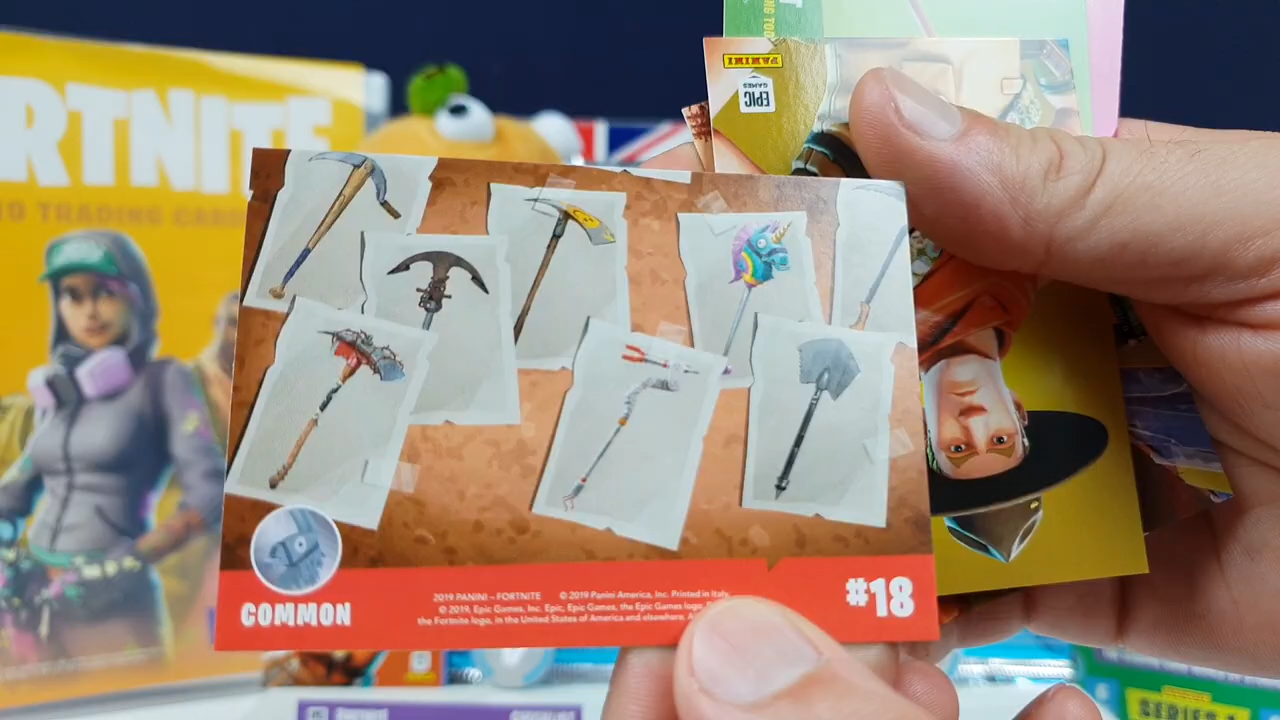 RTNITE
19 TRADING CARD
PANINI
EPIC
GAMES
COMMON
2019 PANINI – FORTNITE © 2019 Panini America, Inc. Printed in Italy.
© 2019, Epic Games, Inc. Epic, Epic Games, the Epic Games logo,
the Fortnite logo, in the United States of America and elsewhere.
#18
SERIES